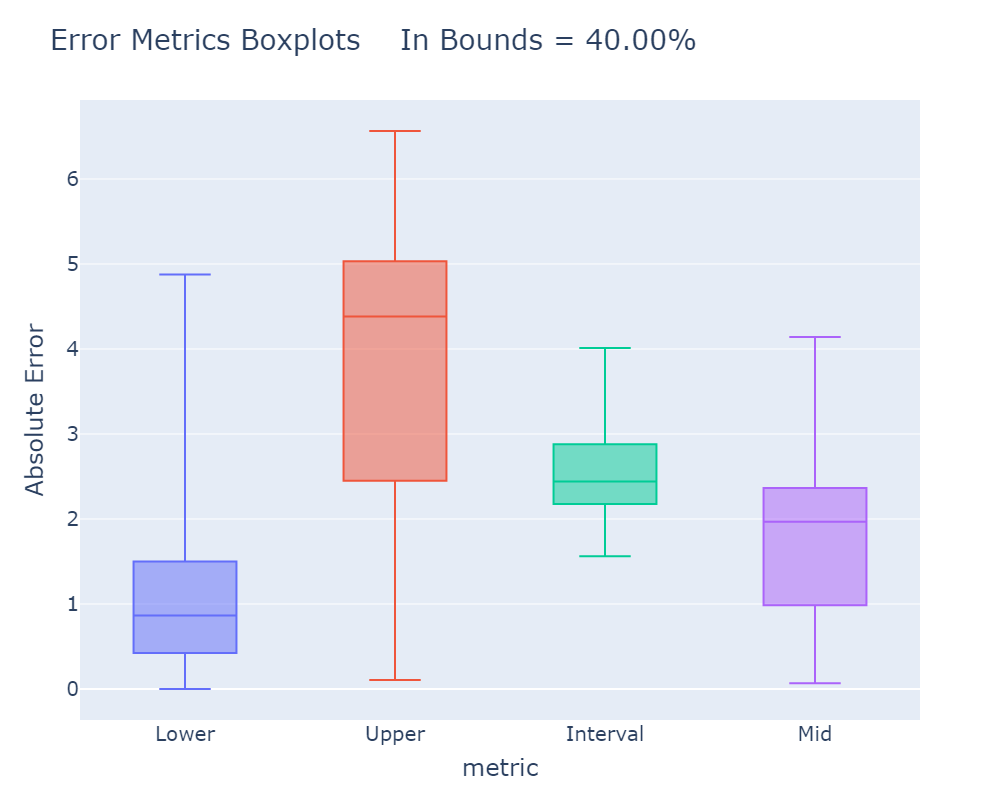 Error Metrics Boxplots    In Bounds = 40.00%
6
5
4
3
2
1
0
Absolute Error
Lower
Upper
Interval
Mid
metric